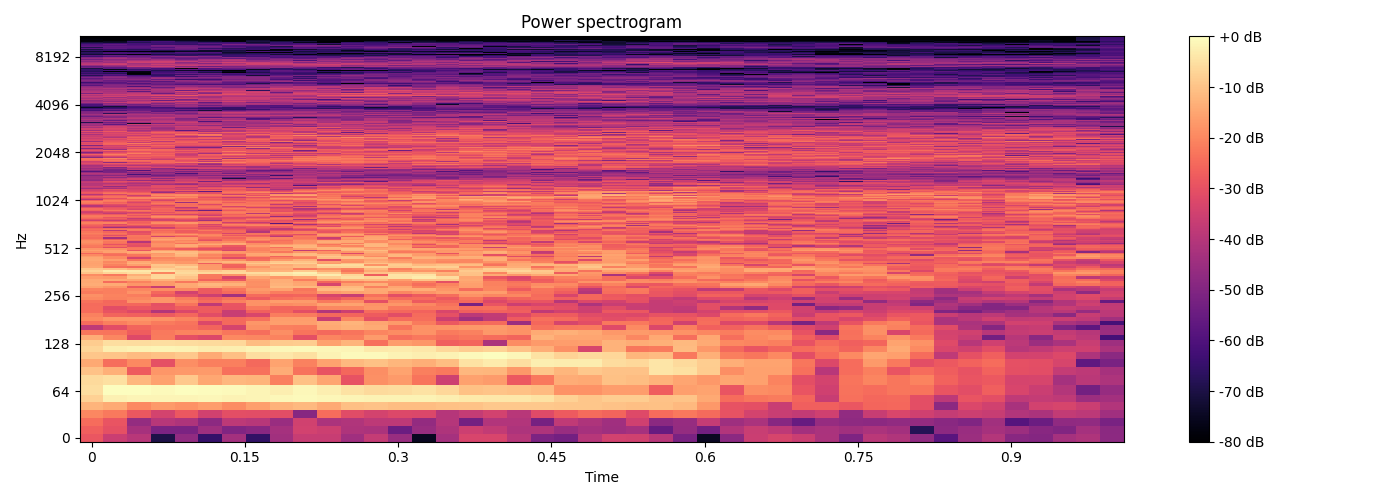 Power spectrogram
Hz
8192
4096
2048
1024
512
256
128
64
0
0
0.15
0.3
0.45
0.6
0.75
0.9
Time
+0 dB
-10 dB
-20 dB
-30 dB
-40 dB
-50 dB
-60 dB
-70 dB
-80 dB